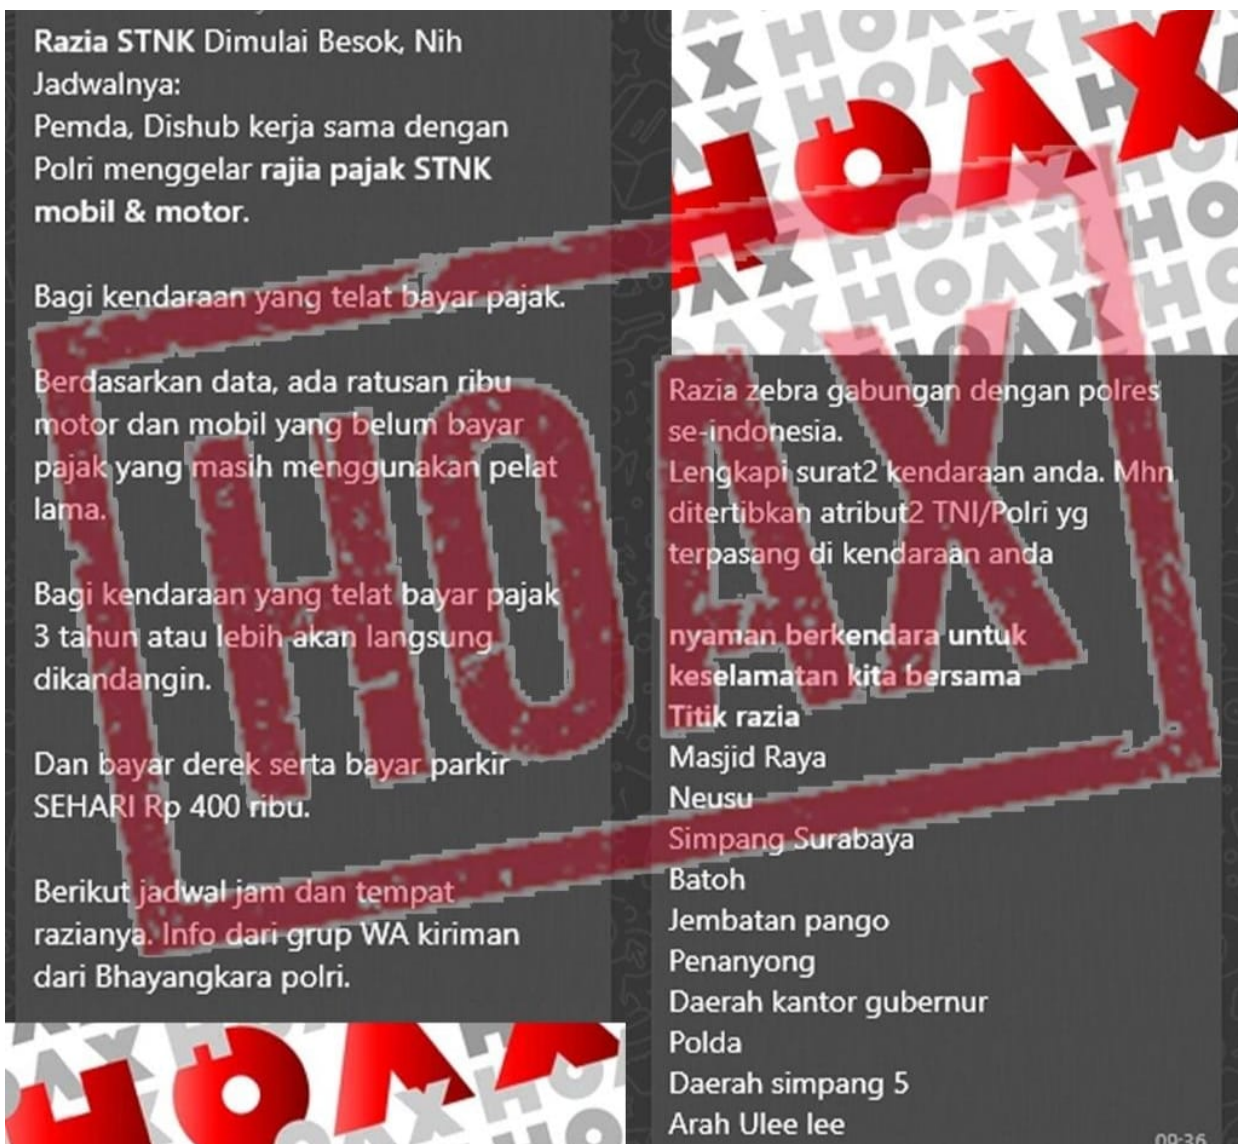 Razia STNK Dimulai Besok, Nih
Jadwalnya:
Pemda, Dishub kerja sama dengan
Polri menggelar rajia pajak STNK
mobil & motor.
Bagi kendaraan yang telat bayar pajak.
Berdasarkan data, ada ratusan ribu
motor dan mobil yang belum bayar
pajak yang masih menggunakan pelat
lama.
Bagi kendaraan yang telat bayar pajak
3 tahun atau lebih akan langsung
dikandangin.
Dan bayar derek serta bayar parkir
SEHARI Rp 400 ribu.
Berikut jadwal jam dan tempat
razianya. Info dari grup WA kiriman
dari Bhayangkara polri.
HOAX
HOAX
Razia zebra gabungan dengan polres
se-indonesia.
Lengkapi surat2 kendaraan anda. Mhn
ditertibkan atribut2 TNI/Polri yg
terpasang di kendaraan anda
nyaman berkendara untuk
keselamatan kita bersama
Titik razia
Masjid Raya
Neusu
Simpang Surabaya
Batoh
Jembatan pango
Penanyong
Daerah kantor gubernur
Polda
Daerah simpang 5
Arah Ulee lee
09:36
HOAX